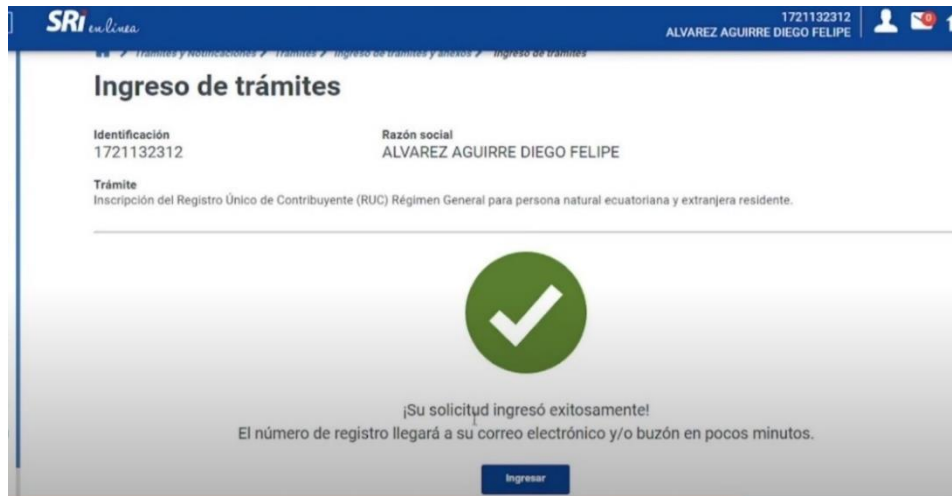 SRi en línea
1721132312
ALVAREZ AGUIRRE DIEGO FELIPE
0
Trámites y Notificaciones > Trámites > Ingreso de trámites y anexos > Ingreso de trámites
Ingreso de trámites
Identificación Razón social
1721132312 ALVAREZ AGUIRRE DIEGO FELIPE
Trámite
Inscripción del Registro Único de Contribuyente (RUC) Régimen General para persona natural ecuatoriana y extranjera residente.
¡Su solicitud ingresó exitosamente!
El número de registro llegará a su correo electrónico y/o buzón en pocos minutos.
Ingresar